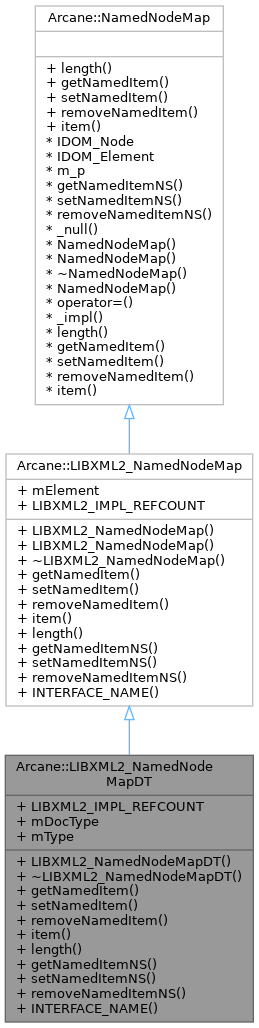 Arcane::NamedNodeMap
+ length()
+ getNamedItem()
+ setNamedItem()
+ removeNamedItem()
+ item()
* IDOM_Node
* IDOM_Element
* m_p
* getNamedItemNS()
* setNamedItemNS()
* removeNamedItemNS()
* _null()
* NamedNodeMap()
* NamedNodeMap()
* ~NamedNodeMap()
* NamedNodeMap()
* operator=()
* _impl()
* length()
* getNamedItem()
* setNamedItem()
* removeNamedItem()
* item()
Arcane::LIBXML2_NamedNodeMap
+ mElement
+ LIBXML2_IMPL_REFCOUNT
+ LIBXML2_NamedNodeMap()
+ LIBXML2_NamedNodeMap()
+ ~LIBXML2_NamedNodeMap()
+ getNamedItem()
+ setNamedItem()
+ removeNamedItem()
+ item()
+ length()
+ getNamedItemNS()
+ setNamedItemNS()
+ removeNamedItemNS()
+ INTERFACE_NAME()
Arcane::LIBXML2_NamedNode
MapDT
+ LIBXML2_IMPL_REFCOUNT
+ mDocType
+ mType
+ LIBXML2_NamedNodeMapDT()
+ ~LIBXML2_NamedNodeMapDT()
+ getNamedItem()
+ setNamedItem()
+ removeNamedItem()
+ item()
+ length()
+ getNamedItemNS()
+ setNamedItemNS()
+ removeNamedItemNS()
+ INTERFACE_NAME()